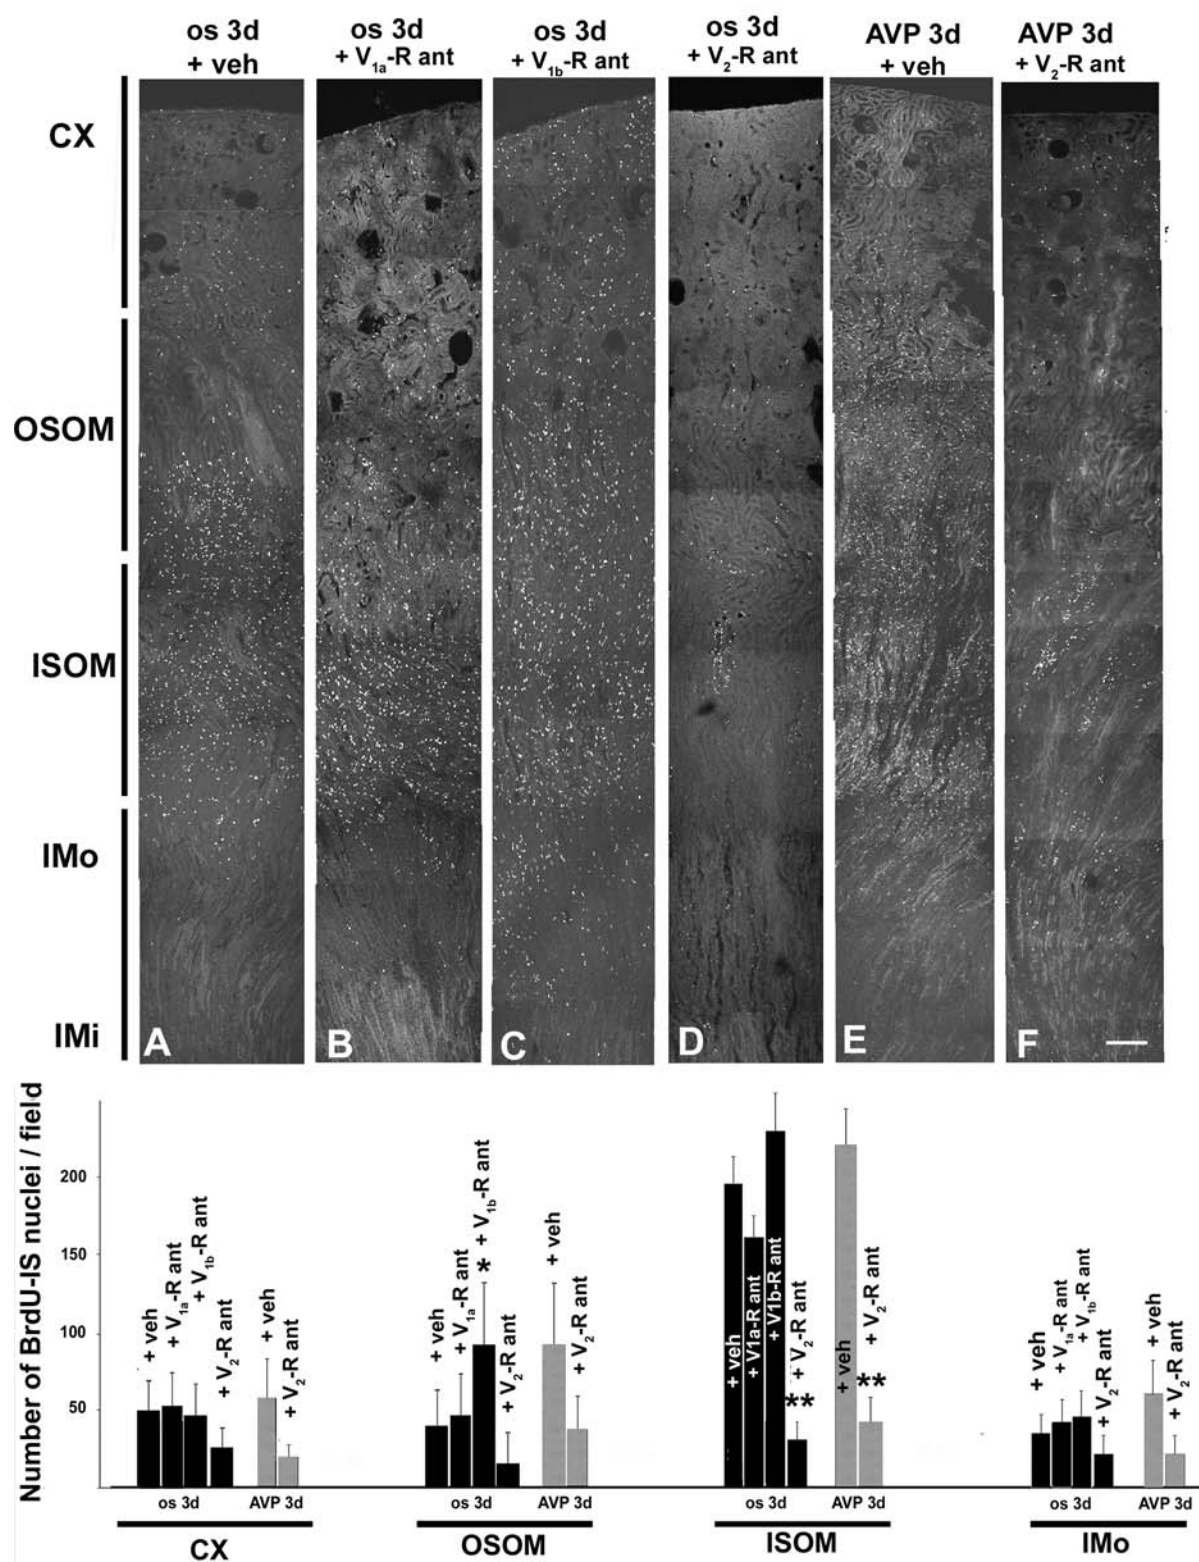 os 3d
+ veh
os 3d
+ V1a-R ant
os 3d
+ V1b-R ant
os 3d
+ V2-R ant
AVP 3d
+ veh
AVP 3d
+ V2-R ant
CX
OSOM
ISOM
IMo
IMi
A
B
C
D
E
F
Number of BrdU-IS nuclei / field
200
150
100
50
+ veh
+ V1a-R ant
+ V1b-R ant
+ V2-R ant
+ veh
+ V2-R ant
+ veh
+ V1a-R ant
* + V1b-R ant
+ V2-R ant
+ veh
+ V2-R ant
+ veh
+ V1a-R ant
+ V1b-R ant
** + V2-R ant
+ veh
** + V2-R ant
+ veh
+ V1a-R ant
+ V1b-R ant
+ V2-R ant
+ veh
+ V2-R ant
os 3d
AVP 3d
os 3d
AVP 3d
os 3d
AVP 3d
os 3d
AVP 3d
CX
OSOM
ISOM
IMo